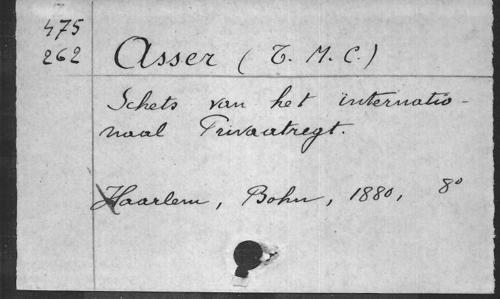 475
262
Asser (T. M. C.)
Schets van het internatio-
naal Privaatregt.
Haarlem, Bohn, 1880, 8°